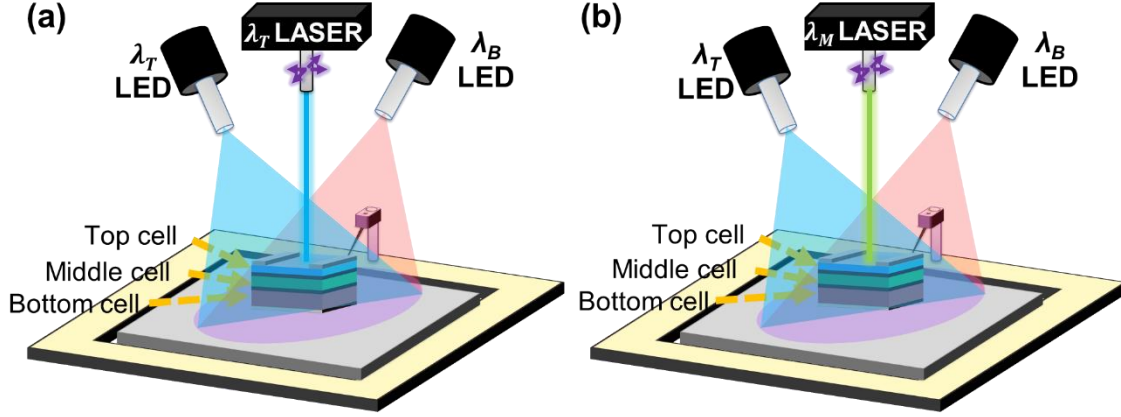 (a)
λT LASER
λT
LED
λB
LED
Top cell
Middle cell
Bottom cell
(b)
λM LASER
λT
LED
λB
LED
Top cell
Middle cell
Bottom cell